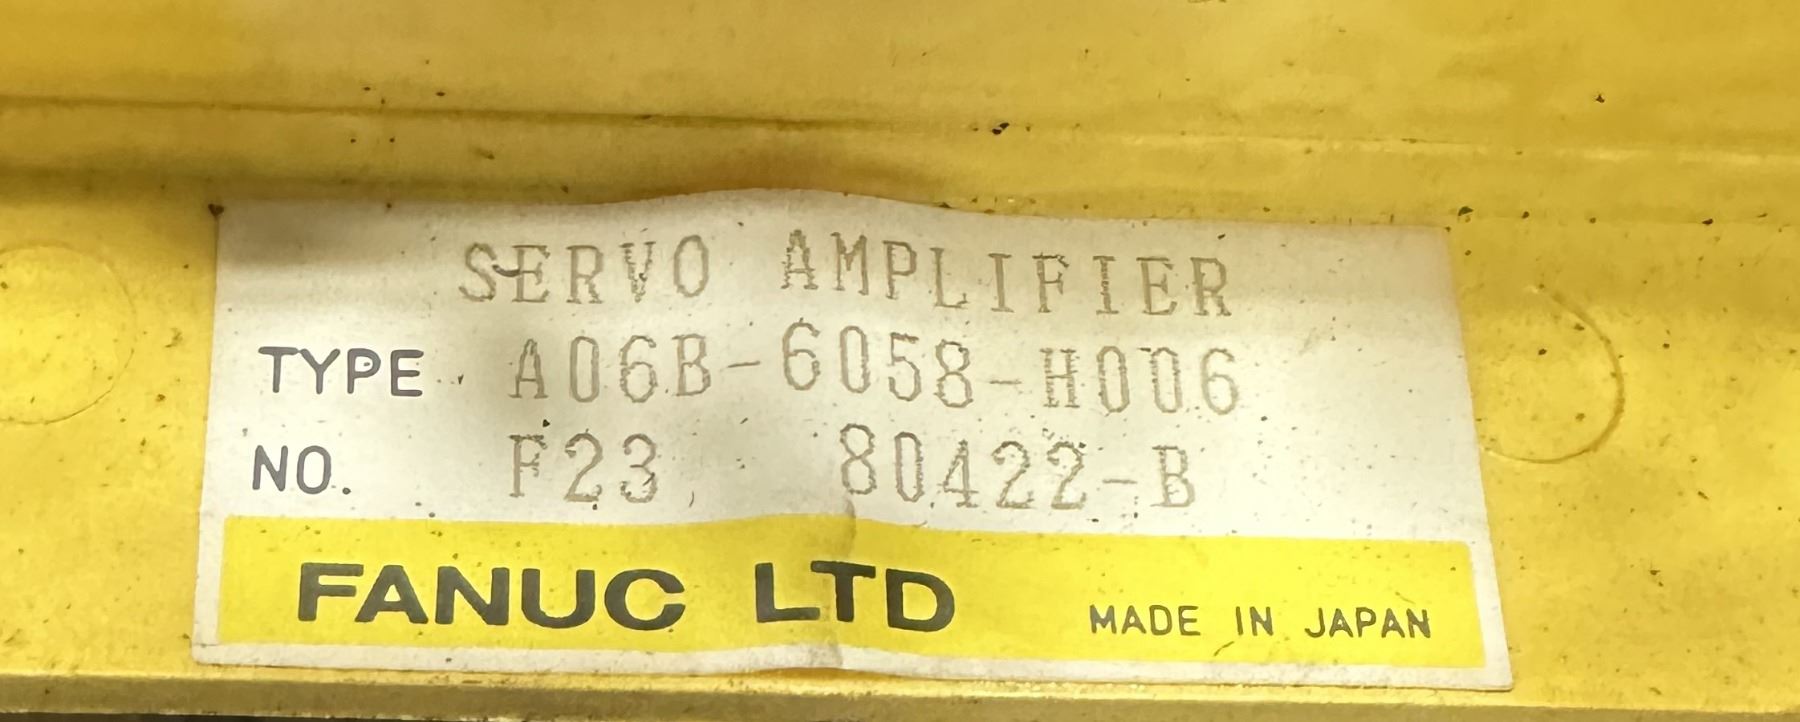 SERVO AMPLIFIER
TYPE A06B-6058-H006
NO. F23 80422-B
FANUC LTD MADE IN JAPAN